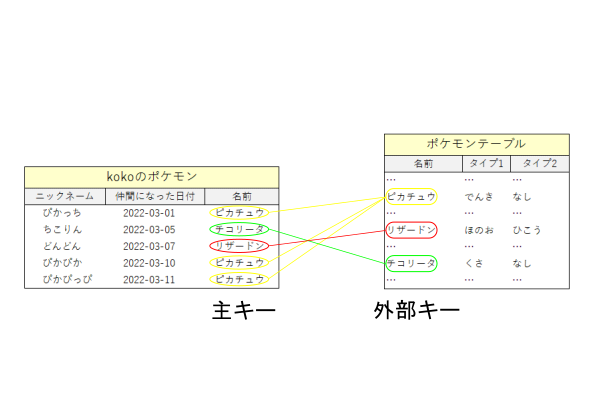 kokoのポケモン
ニックネーム 仲間になった日付 名前
ぴかっち 2022-03-01 ピカチュウ
ちこりん 2022-03-05 チコリータ
どんどん 2022-03-07 リザードン
ぴかぴか 2022-03-10 ピカチュウ
ぴかぴっぴ 2022-03-11 ピカチュウ
主キー
ポケモンテーブル
名前 タイプ1 タイプ2
… … …
ピカチュウ でんき なし
… … …
リザードン ほのお ひこう
… … …
チコリータ くさ なし
… … …
外部キー